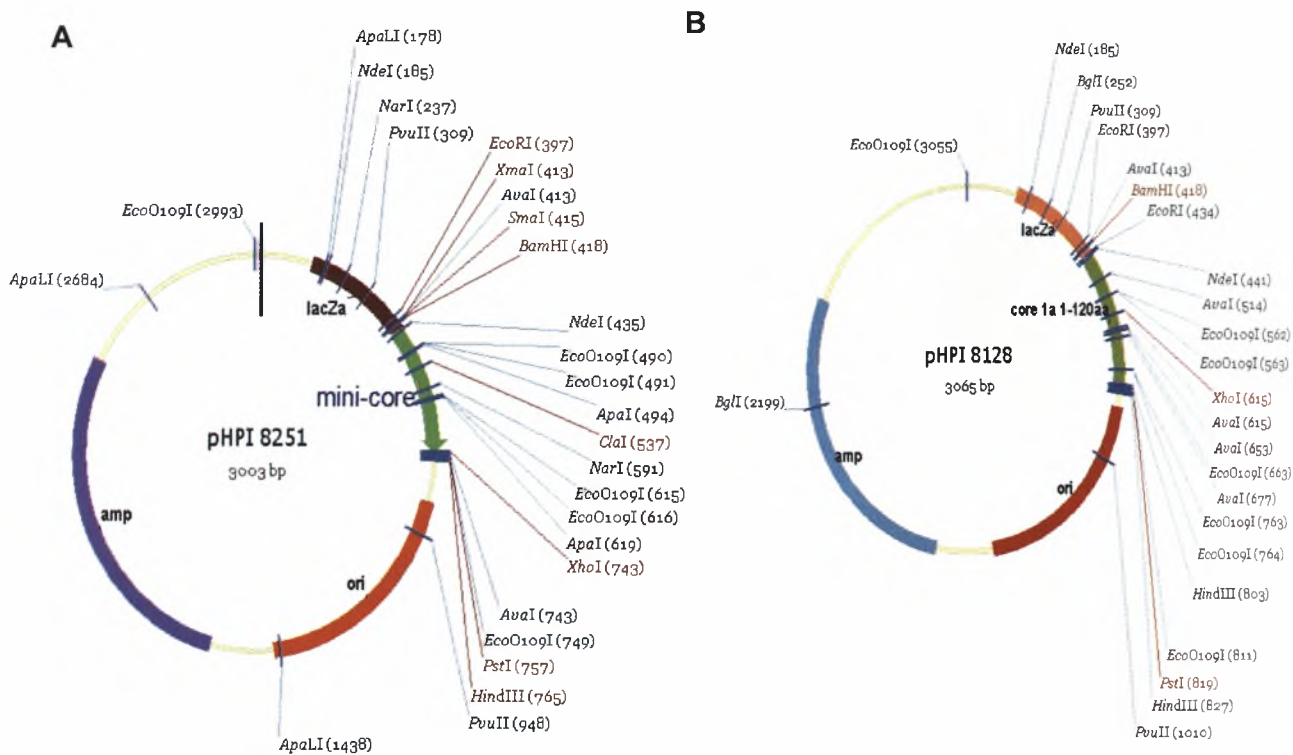 A
ApaLI (178)
NdeI (185)
NarI (237)
PvuII (309)
EcoRI (397)
XmaI (413)
AvaI (413)
SmaI (415)
BamHI (418)
EcoO109I (2993)
ApaLI (2684)
lacZa
NdeI (435)
EcoO109I (490)
EcoO109I (491)
ApaI (494)
ClaI (537)
NarI (591)
EcoO109I (615)
EcoO109I (616)
ApaI (619)
XhoI (743)
mini-core
pHPI 8251
3003 bp
amp
ori
AvaI (743)
EcoO109I (749)
PstI (757)
HindIII (765)
PvuII (948)
ApaLI (1438)
B
NdeI (185)
BglI (252)
PvuII (309)
EcoRI (397)
EcoO109I (3055)
AvaI (413)
BamHI (418)
EcoRI (434)
lacZa
NdeI (441)
AvaI (514)
core 1a 1-120aa
EcoO109I (562)
EcoO109I (563)
pHPI 8128
3065 bp
XhoI (615)
BglI (2199)
AvaI (615)
AvaI (653)
amp
EcoO109I (663)
ori
AvaI (677)
EcoO109I (763)
EcoO109I (764)
HindIII (803)
EcoO109I (811)
PstI (819)
HindIII (827)
PvuII (1010)